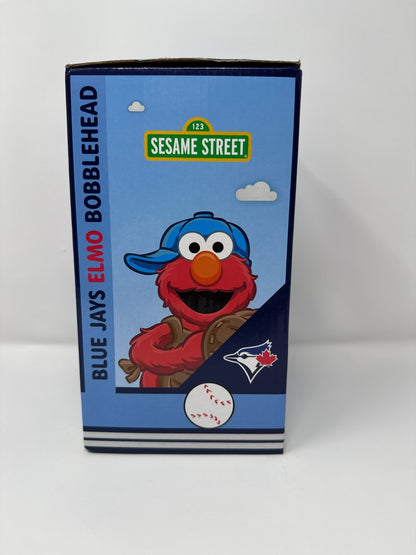 123
SESAME STREET
BLUE JAYS ELMO BOBBLEHEAD